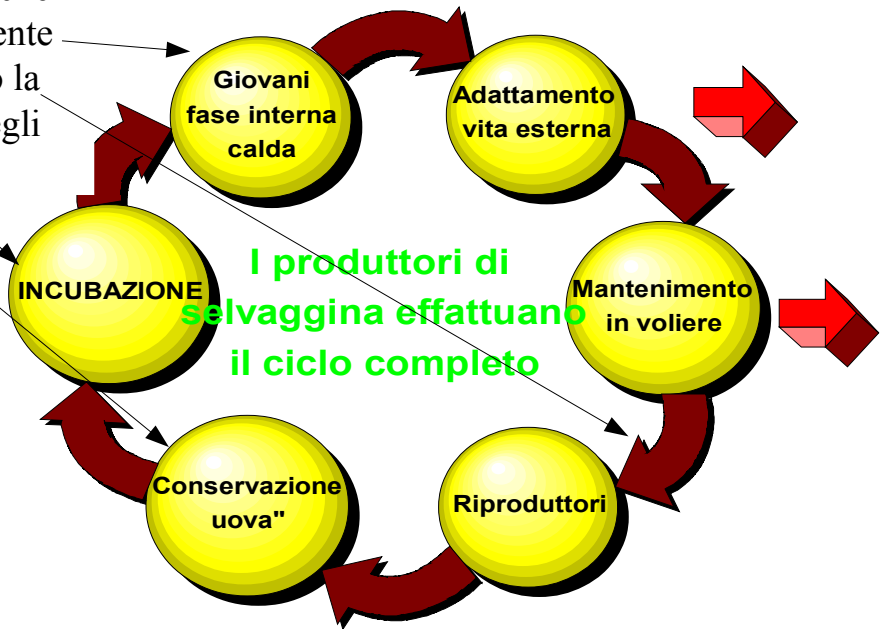 ente
o la
egli
Giovani
fase interna
calda
Adattamento
vita esterna
Mantenimento
in voliere
Riproduttori
Conservazione
uova"
INCUBAZIONE
I produttori di
selvaggina effattuano
il ciclo completo